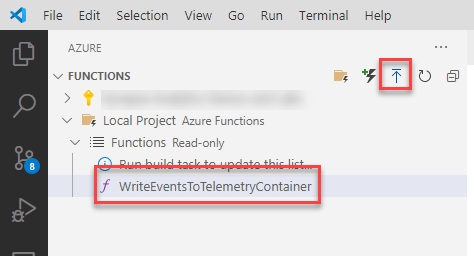 File Edit Selection View Go Run Terminal Help
AZURE
FUNCTIONS
Local Project Azure Functions
Functions Read-only
Run build task to update this list...
WriteEventsToTelemetryContainer
8